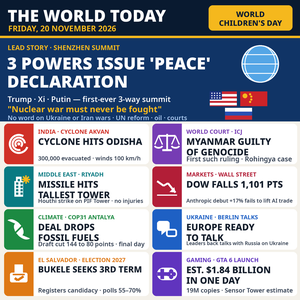 THE WORLD TODAY
FRIDAY, 20 NOVEMBER 2026
WORLD
CHILDREN'S DAY
LEAD STORY · SHENZHEN SUMMIT
3 POWERS ISSUE 'PEACE'
DECLARATION
Trump · Xi · Putin — first-ever 3-way summit
"Nuclear war must never be fought"
No word on Ukraine or Iran wars · UN reform · oil · courts
INDIA · CYCLONE AKVAN
CYCLONE HITS ODISHA
300,000 evacuated · winds 100 km/h
WORLD COURT · ICJ
MYANMAR GUILTY
OF GENOCIDE
First such ruling · Rohingya case
MIDDLE EAST · RIYADH
MISSILE HITS
TALLEST TOWER
Houthi strike on PIF Tower · no injuries
MARKETS · WALL STREET
DOW FALLS 1,101 PTS
Anthropic debut +17% fails to lift AI trade
CLIMATE · COP31 ANTALYA
DEAL DROPS
FOSSIL FUELS
Draft cut 144 to 80 points · final day
UKRAINE · BERLIN TALKS
EUROPE READY
TO TALK
Leaders back talks with Russia on Ukraine
EL SALVADOR · ELECTION 2027
BUKELE SEEKS 3RD TERM
Registers candidacy · polls 55–70%
GAMING · GTA 6 LAUNCH
EST. $1.84 BILLION
IN ONE DAY
19M copies · Sensor Tower estimate